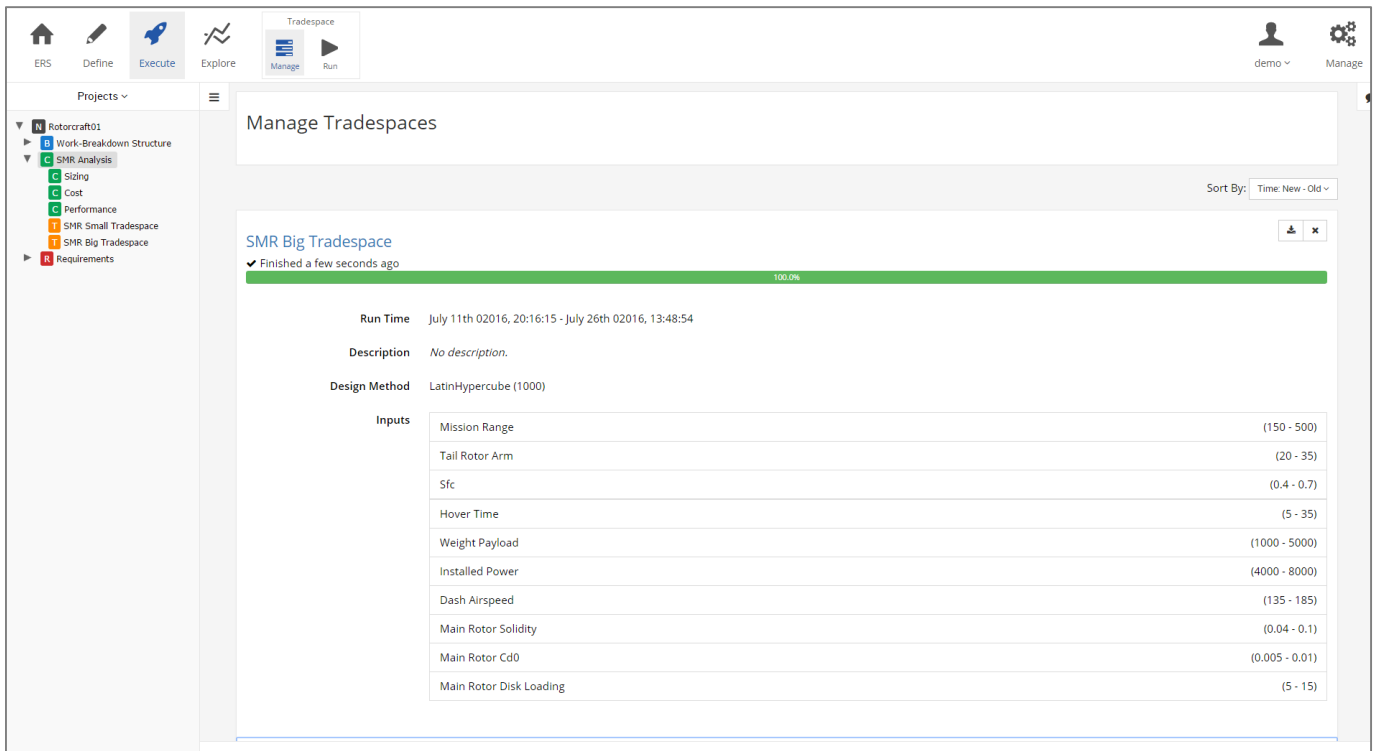 Tradespace
ERS
Define
Execute
Explore
Manage
Run
demo
Manage
Projects
N Rotorcraft01
B Work-Breakdown Structure
C SMR Analysis
C Sizing
C Cost
C Performance
T SMR Small Tradespace
T SMR Big Tradespace
R Requirements
Manage Tradespaces
Sort By: Time: New - Old
SMR Big Tradespace
Finished a few seconds ago
100.0%
Run Time July 11th 02016, 20:16:15 - July 26th 02016, 13:48:54
Description No description.
Design Method LatinHypercube (1000)
Inputs
Mission Range (150 - 500)
Tail Rotor Arm (20 - 35)
Sfc (0.4 - 0.7)
Hover Time (5 - 35)
Weight Payload (1000 - 5000)
Installed Power (4000 - 8000)
Dash Airspeed (135 - 185)
Main Rotor Solidity (0.04 - 0.1)
Main Rotor Cd0 (0.005 - 0.01)
Main Rotor Disk Loading (5 - 15)